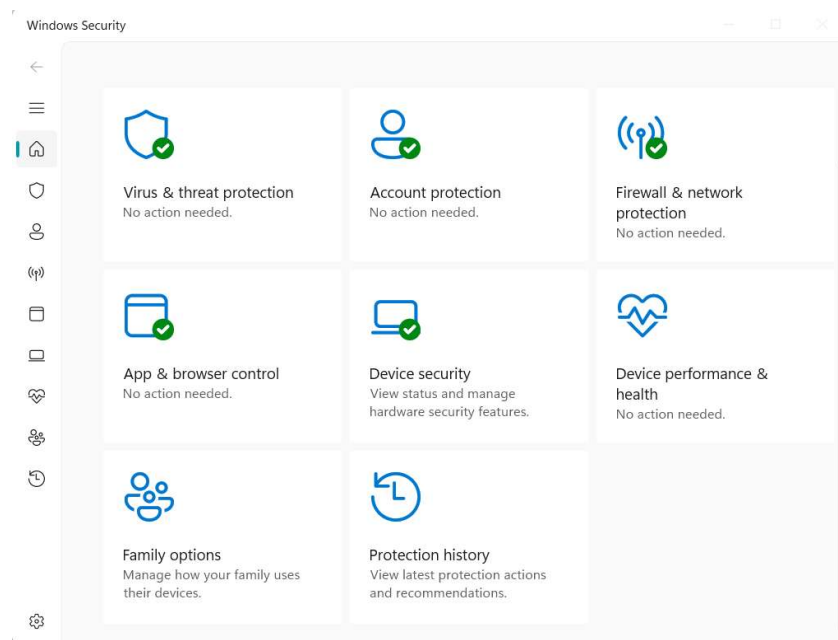 Windows Security
Virus & threat protection
No action needed.
Account protection
No action needed.
Firewall & network
protection
No action needed.
App & browser control
No action needed.
Device security
View status and manage
hardware security features.
Device performance &
health
No action needed.
Family options
Manage how your family uses
their devices.
Protection history
View latest protection actions
and recommendations.